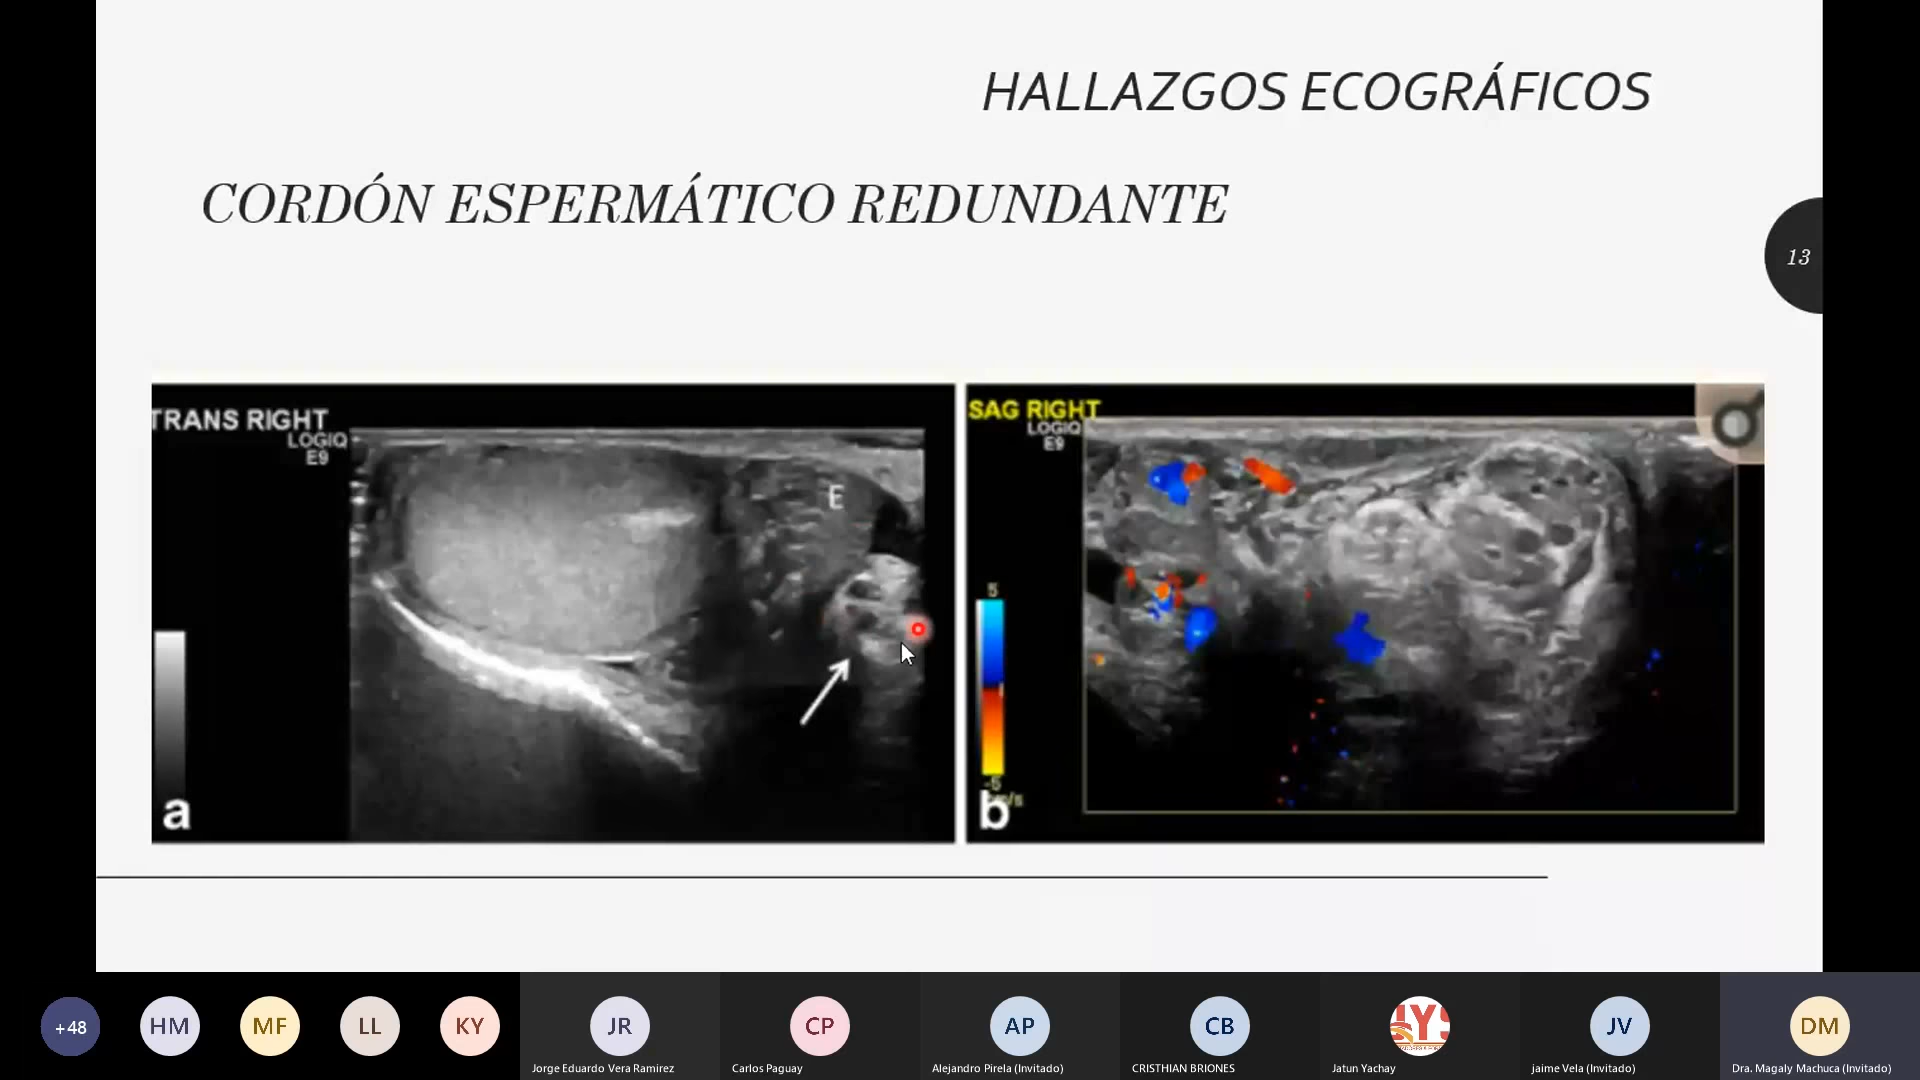 HALLAZGOS ECOGRÁFICOS
CORDÓN ESPERMÁTICO REDUNDANTE
13
TRANS RIGHT
LOGIQ
E9
E
a
SAG RIGHT
LOGIQ
E9
5
-5
b
+48
HM
MF
LL
KY
JR
CP
AP
CB
JV
DM
Jorge Eduardo Vera Ramirez
Carlos Paguay
Alejandro Pirela (Invitado)
CRISTHIAN BRIONES
Jatun Yachay
jaime Vela (Invitado)
Dra. Magaly Machuca (Invitado)